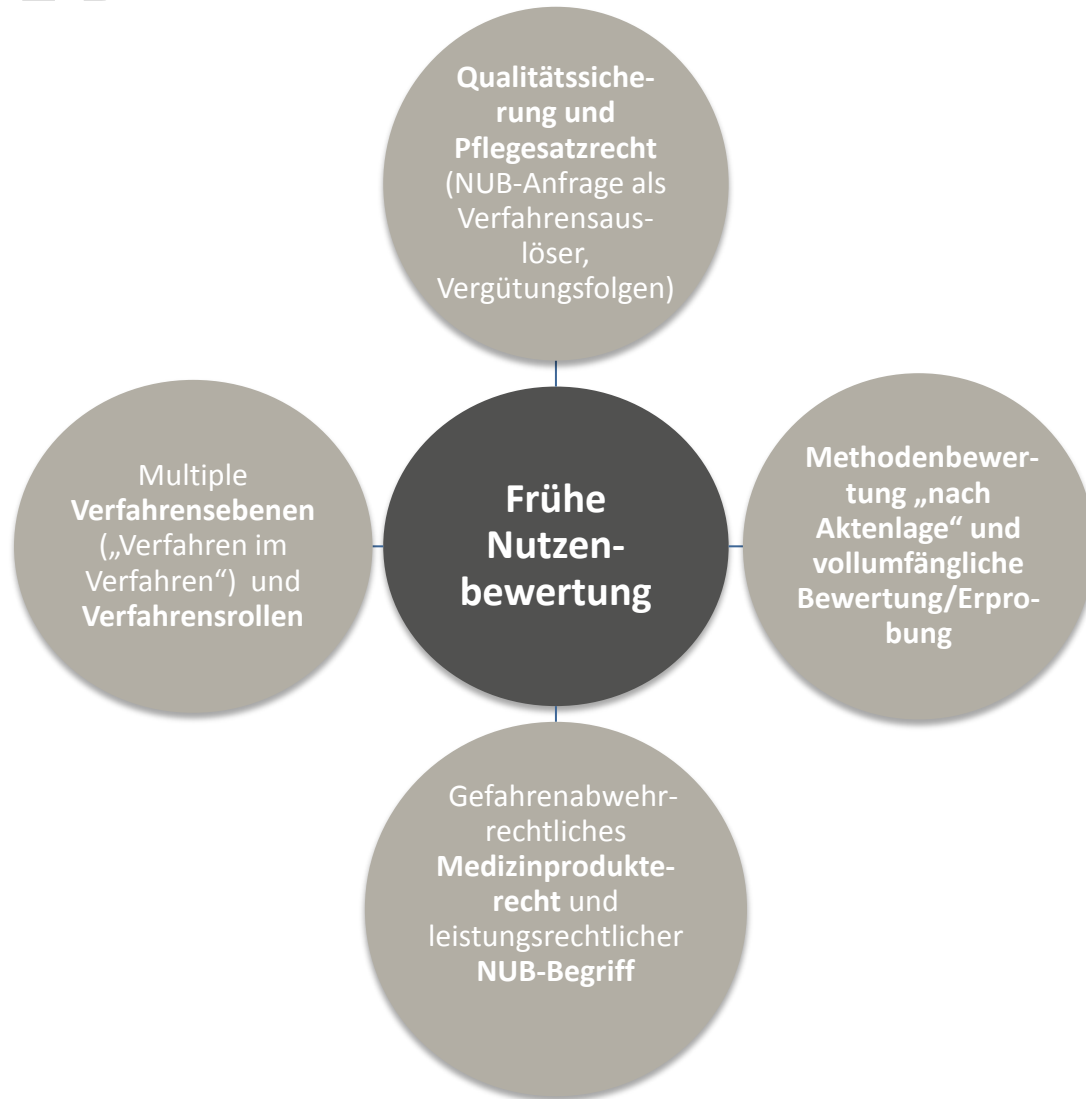 Qualitätssiche-
rung und
Pflegesatzrecht
(NUB-Anfrage als
Verfahrensaus-
löser,
Vergütungsfolgen)
Multiple
Verfahrensebenen
(„Verfahren im
Verfahren“) und
Verfahrensrollen
Frühe
Nutzen-
bewertung
Methodenbewer-
tung „nach
Aktenlage“ und
vollumfängliche
Bewertung/Erpro-
bung
Gefahrenabwehr-
rechtliches
Medizinprodukte-
recht und
leistungsrechtlicher
NUB-Begriff